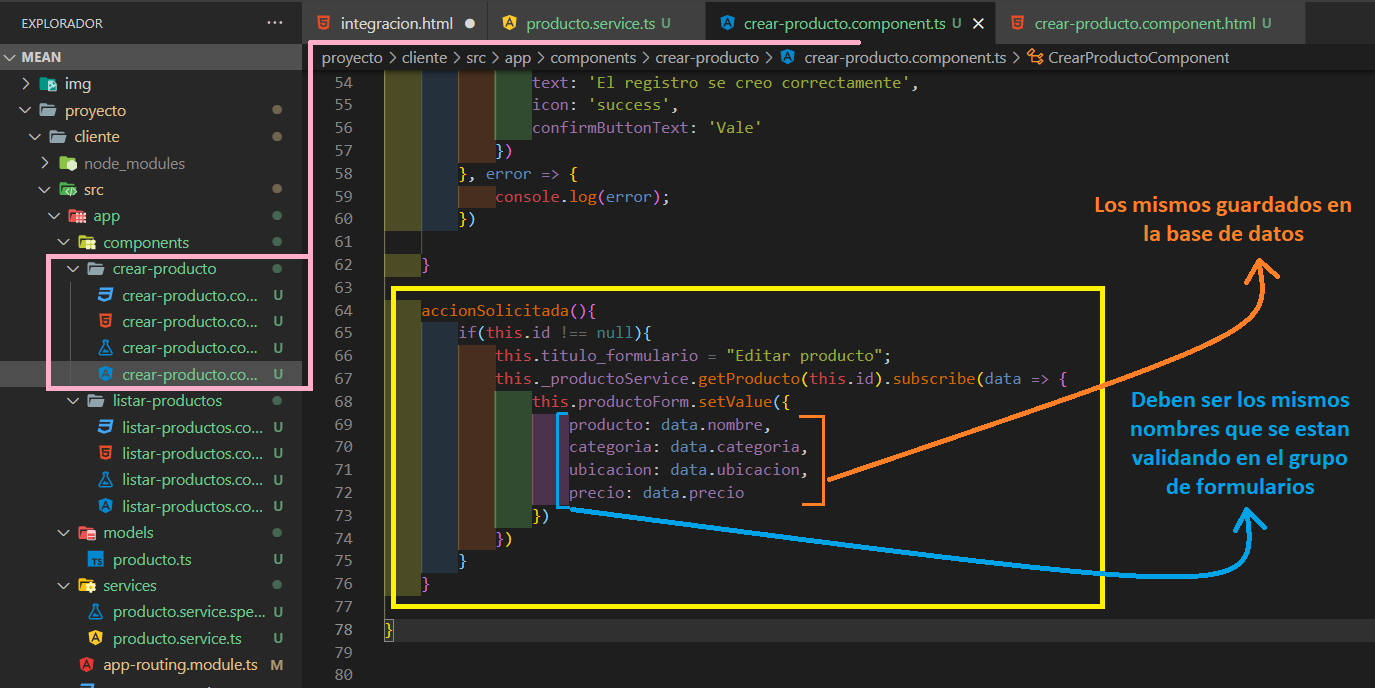 EXPLORADOR
···
MEAN
img
proyecto
cliente
node_modules
src
app
components
crear-producto
crear-producto.co... U
crear-producto.co... U
crear-producto.co... U
crear-producto.co... U
listar-productos
listar-productos.co... U
listar-productos.co... U
listar-productos.co... U
listar-productos.co... U
models
producto.ts U
services
producto.service.spe... U
producto.service.ts U
app-routing.module.ts M
integracion.html ●
producto.service.ts U
crear-producto.component.ts U ×
crear-producto.component.html U
proyecto > cliente > src > app > components > crear-producto > crear-producto.component.ts > CrearProductoComponent
54 text: 'El registro se creo correctamente',
55 icon: 'success',
56 confirmButtonText: 'Vale'
57 })
58 }, error => {
59 console.log(error);
60 })
61
62 }
63
64 accionSolicitada(){
65 if(this.id !== null){
66 this.titulo_formulario = "Editar producto";
67 this._productoService.getProducto(this.id).subscribe(data => {
68 this.productoForm.setValue({
69 producto: data.nombre,
70 categoria: data.categoria,
71 ubicacion: data.ubicacion,
72 precio: data.precio
73 })
74 })
75 }
76 }
77
78 }
79
80
Los mismos guardados en
la base de datos
Deben ser los mismos
nombres que se estan
validando en el grupo
de formularios